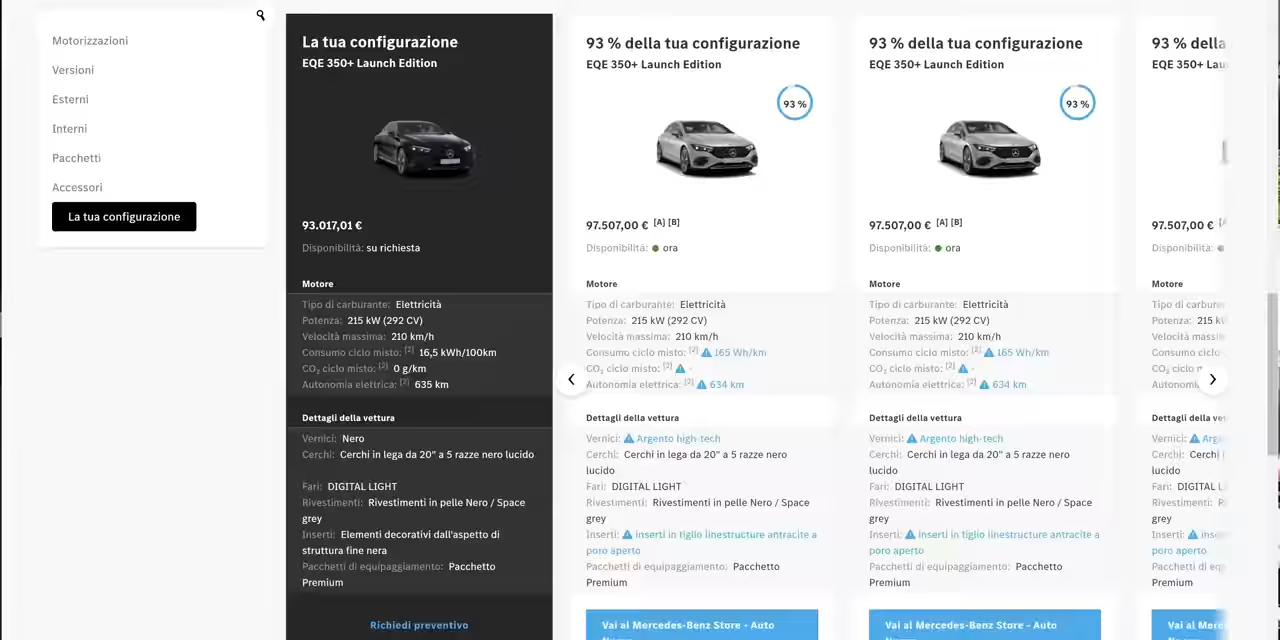 Motorizzazioni
Versioni
Esterni
Interni
Pacchetti
Accessori
La tua configurazione
La tua configurazione
EQE 350+ Launch Edition
93.017,01 €
Disponibilità: su richiesta
Motore
Tipo di carburante: Elettricità
Potenza: 215 kW (292 CV)
Velocità massima: 210 km/h
Consumo ciclo misto: [2] 16,5 kWh/100km
CO₂ ciclo misto: [2] 0 g/km
Autonomia elettrica: [2] 635 km
Dettagli della vettura
Vernici: Nero
Cerchi: Cerchi in lega da 20" a 5 razze nero lucido
Fari: DIGITAL LIGHT
Rivestimenti: Rivestimenti in pelle Nero / Space
grey
Inserti: Elementi decorativi dall'aspetto di
struttura fine nera
Pacchetti di equipaggiamento: Pacchetto
Premium
Richiedi preventivo
93 % della tua configurazione
EQE 350+ Launch Edition
93 %
97.507,00 € [A] [B]
Disponibilità: ora
Motore
Tipo di carburante: Elettricità
Potenza: 215 kW (292 CV)
Velocità massima: 210 km/h
Consumo ciclo misto: [2] 165 Wh/km
CO₂ ciclo misto: [2] -
Autonomia elettrica: [2] 634 km
Dettagli della vettura
Vernici: Argento high-tech
Cerchi: Cerchi in lega da 20" a 5 razze nero
lucido
Fari: DIGITAL LIGHT
Rivestimenti: Rivestimenti in pelle Nero / Space
grey
Inserti: inserti in tiglio linestructure antracite a
poro aperto
Pacchetti di equipaggiamento: Pacchetto
Premium
Vai al Mercedes-Benz Store - Auto
93 % della tua configurazione
EQE 350+ Launch Edition
93 %
97.507,00 € [A] [B]
Disponibilità: ora
Motore
Tipo di carburante: Elettricità
Potenza: 215 kW (292 CV)
Velocità massima: 210 km/h
Consumo ciclo misto: [2] 165 Wh/km
CO₂ ciclo misto: [2] -
Autonomia elettrica: [2] 634 km
Dettagli della vettura
Vernici: Argento high-tech
Cerchi: Cerchi in lega da 20" a 5 razze nero
lucido
Fari: DIGITAL LIGHT
Rivestimenti: Rivestimenti in pelle Nero / Space
grey
Inserti: inserti in tiglio linestructure antracite a
poro aperto
Pacchetti di equipaggiamento: Pacchetto
Premium
Vai al Mercedes-Benz Store - Auto
93 % della
EQE 350+
97.507,00 €
Disponibilità:
Motore
Tipo di
Potenza: 215
Velocità
Consumo ciclo
CO₂ ciclo
Dettagli della
Vernici:
Cerchi:
lucido
Fari: DIGITAL
Rivestimenti:
grey
Inserti:
poro aperto
Pacchetti di
Premium
Vai al